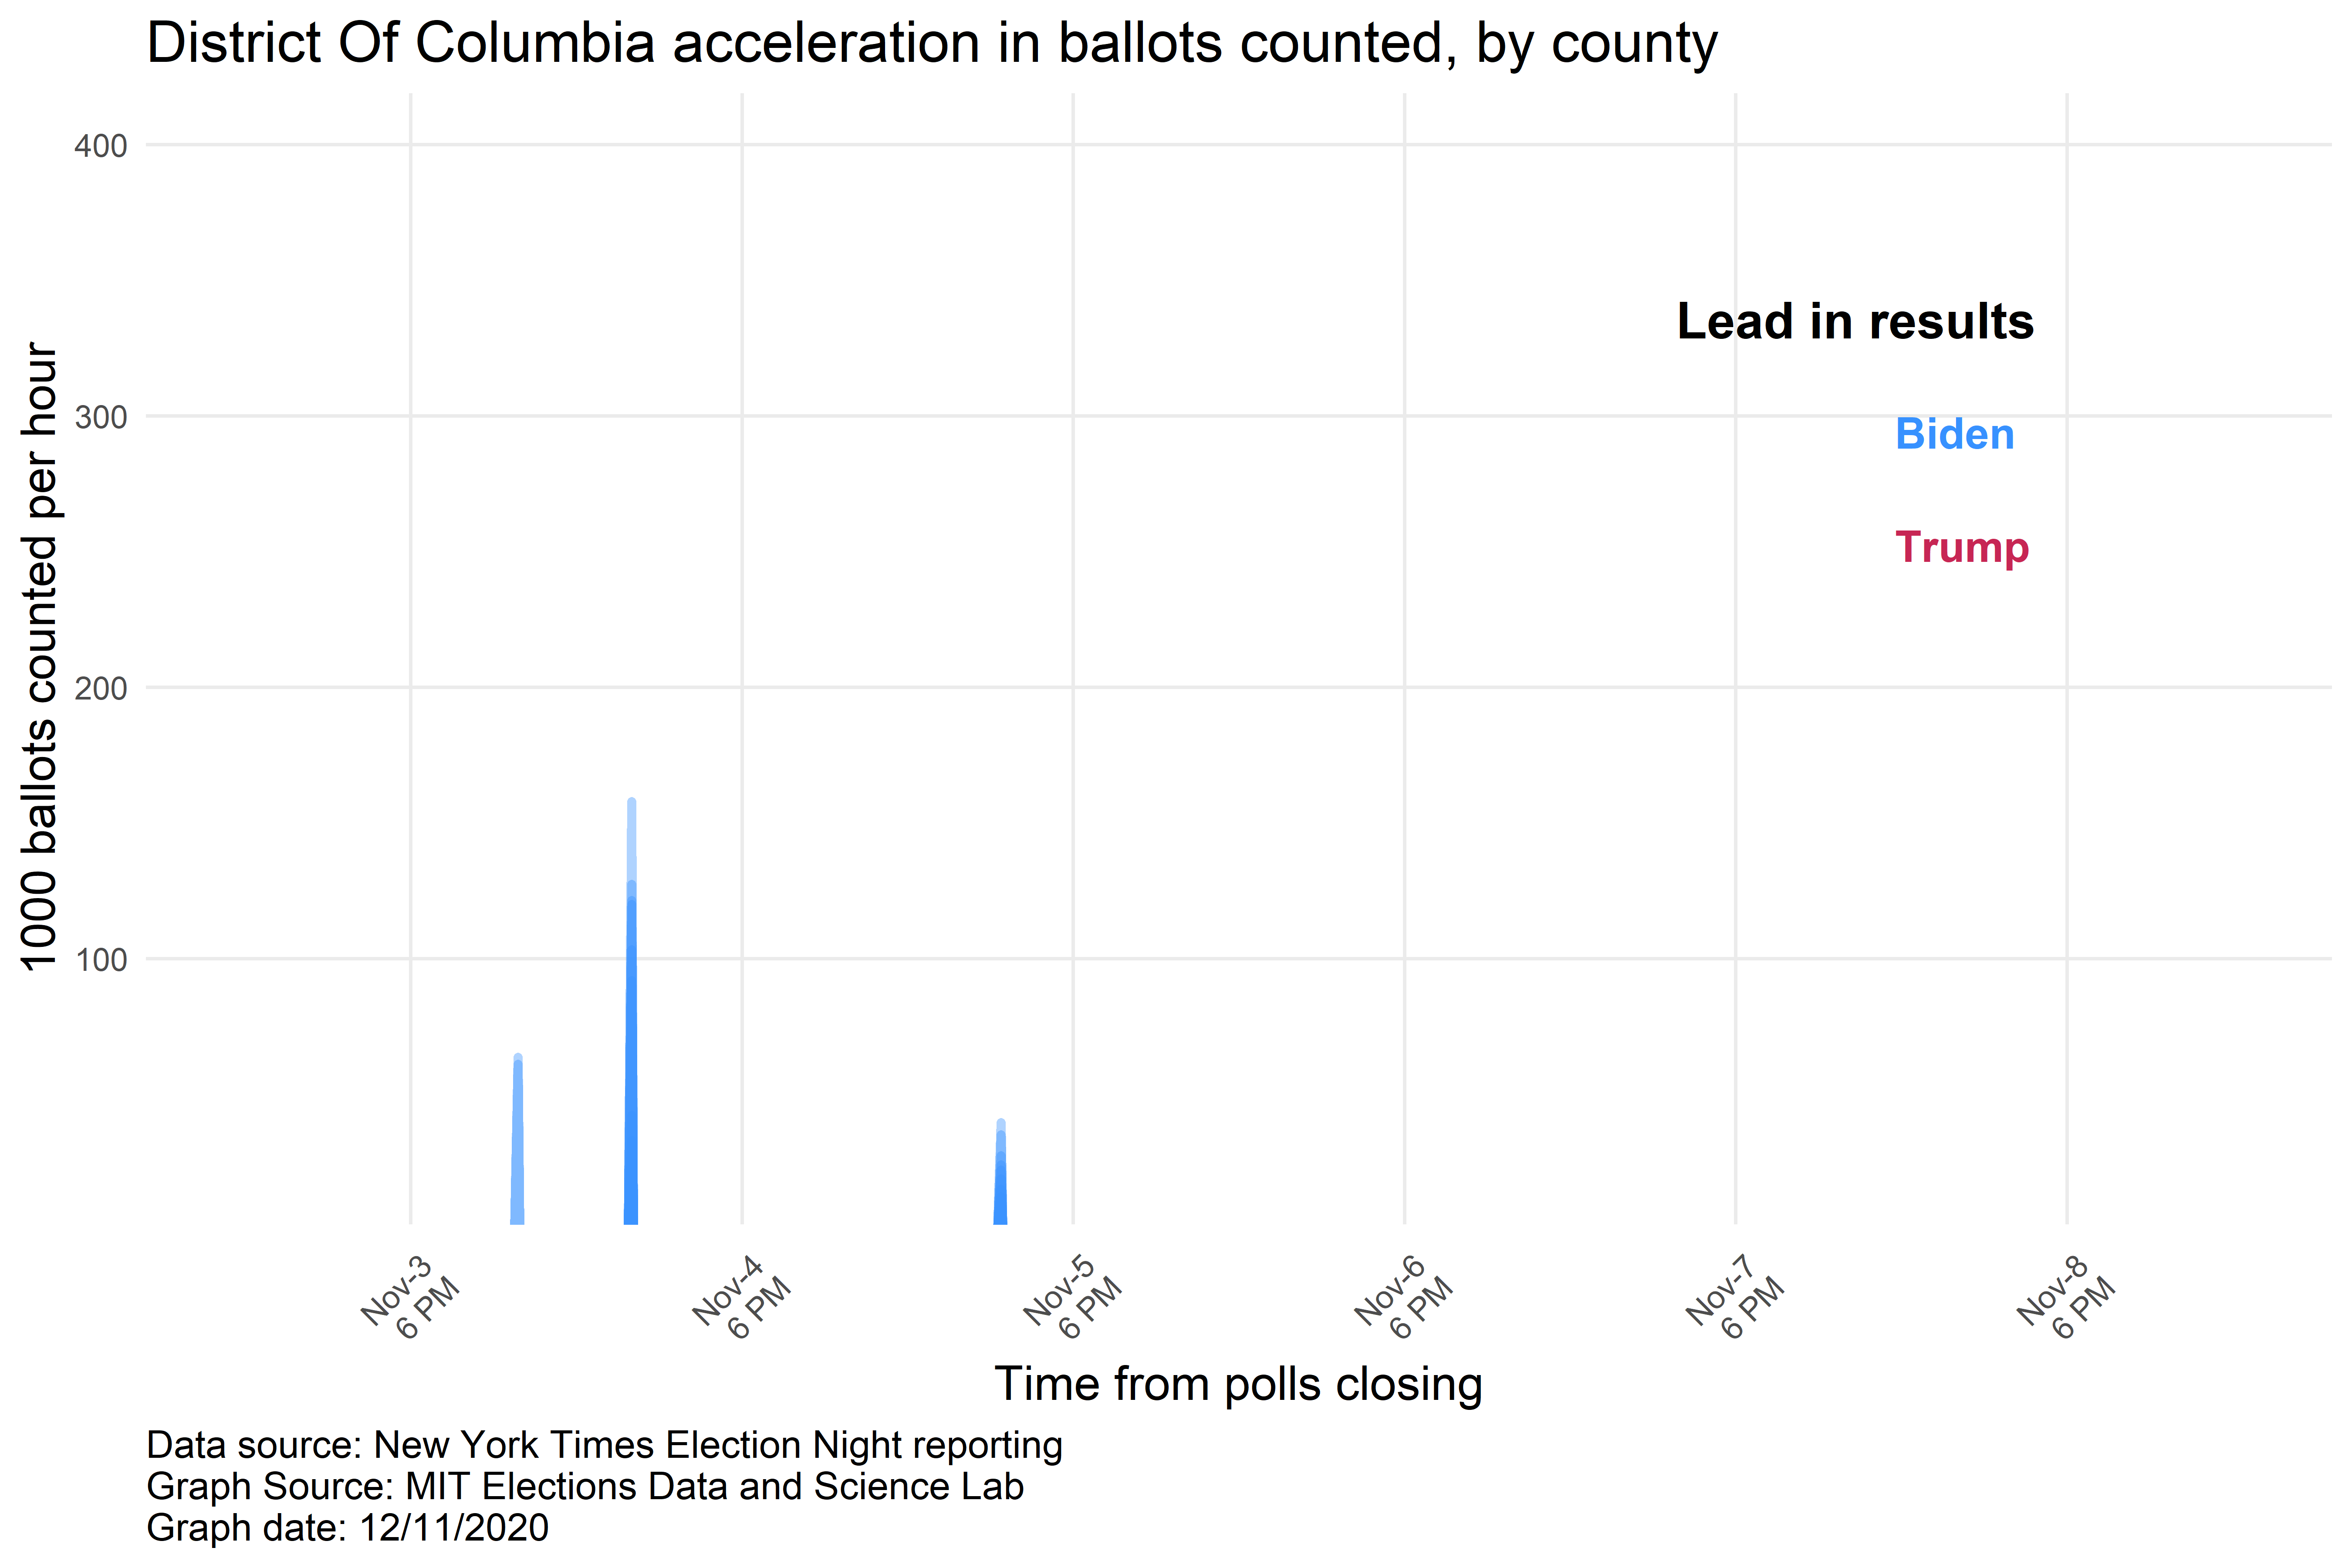 District Of Columbia acceleration in ballots counted, by county
1000 ballots counted per hour
400
300
200
100
Lead in results
Biden
Trump
Nov-3
6 PM
Nov-4
6 PM
Nov-5
6 PM
Nov-6
6 PM
Nov-7
6 PM
Nov-8
6 PM
Time from polls closing
Data source: New York Times Election Night reporting
Graph Source: MIT Elections Data and Science Lab
Graph date: 12/11/2020